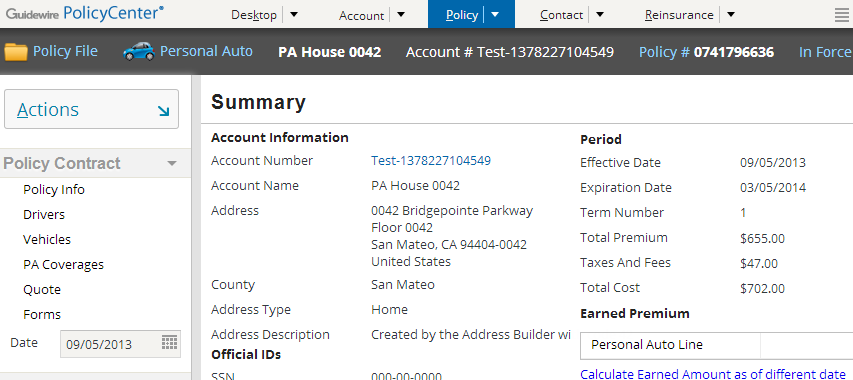 Guidewire PolicyCenter® Desktop Account Policy Contact Reinsurance
Policy File Personal Auto PA House 0042 Account # Test-1378227104549 Policy # 0741796636 In Force
Actions
Policy Contract
Policy Info
Drivers
Vehicles
PA Coverages
Quote
Forms
Date 09/05/2013
Summary
Account Information
Account Number Test-1378227104549
Account Name PA House 0042
Address 0042 Bridgepointe Parkway
Floor 0042
San Mateo, CA 94404-0042
United States
County San Mateo
Address Type Home
Address Description Created by the Address Builder wi
Official IDs
SSN 000-00-0000
Period
Effective Date 09/05/2013
Expiration Date 03/05/2014
Term Number 1
Total Premium $655.00
Taxes And Fees $47.00
Total Cost $702.00
Earned Premium
Personal Auto Line
Calculate Earned Amount as of different date